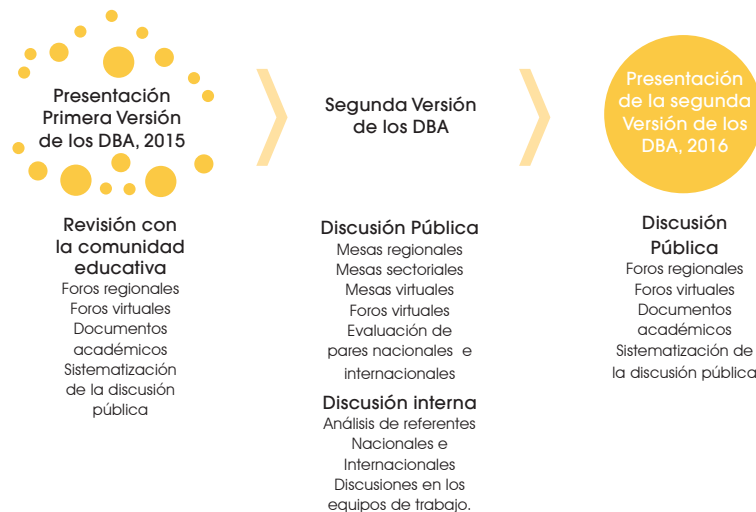 Presentación
Primera Versión
de los DBA, 2015
Revisión con
la comunidad
educativa
Foros regionales
Foros virtuales
Documentos
académicos
Sistematización
de la discusión
pública
Segunda Versión
de los DBA
Discusión Pública
Mesas regionales
Mesas sectoriales
Mesas virtuales
Foros virtuales
Evaluación de
pares nacionales e
internacionales
Discusión interna
Análisis de referentes
Nacionales e
Internacionales
Discusiones en los
equipos de trabajo.
Presentación
de la segunda
Versión de los
DBA, 2016
Discusión
Pública
Foros regionales
Foros virtuales
Documentos
académicos
Sistematización de
la discusión pública